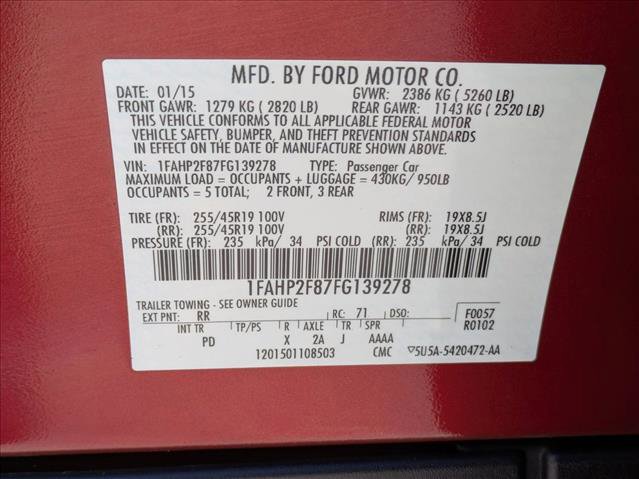 MFD. BY FORD MOTOR CO.
DATE: 01/15 GVWR: 2386 KG ( 5260 LB)
FRONT GAWR: 1279 KG ( 2820 LB) REAR GAWR: 1143 KG ( 2520 LB)
THIS VEHICLE CONFORMS TO ALL APPLICABLE FEDERAL MOTOR
VEHICLE SAFETY, BUMPER, AND THEFT PREVENTION STANDARDS
IN EFFECT ON THE DATE OF MANUFACTURE SHOWN ABOVE.
VIN: 1FAHP2F87FG139278 TYPE: Passenger Car
MAXIMUM LOAD = OCCUPANTS + LUGGAGE = 430KG/ 950LB
OCCUPANTS = 5 TOTAL; 2 FRONT, 3 REAR
TIRE (FR): 255/45R19 100V RIMS (FR): 19X8.5J
(RR): 255/45R19 100V (RR): 19X8.5J
PRESSURE (FR): 235 kPa/ 34 PSI COLD (RR): 235 kPa/ 34 PSI COLD
1FAHP2F87FG139278
TRAILER TOWING - SEE OWNER GUIDE
EXT PNT: RR RC: 71 DSO: F0057
INT TR TP/PS R AXLE TR SPR R0102
PD X 2A J AAAA
1201501108503 CMC ▽5U5A-5420472-AA